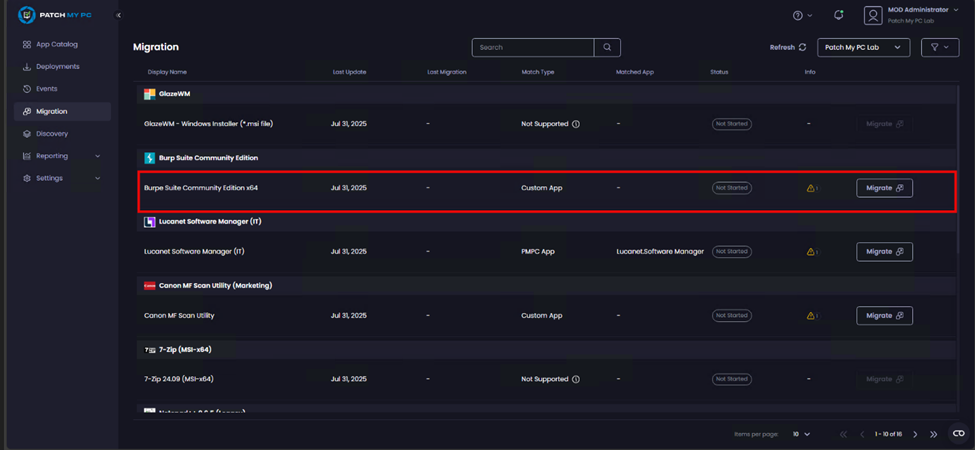 PATCH MY PC
MOD Administrator
Patch My PC Lab
App Catalog
Deployments
Events
Migration
Discovery
Reporting
Settings
Migration
Search
Refresh
Patch My PC Lab
Display Name Last Update Last Migration Match Type Matched App Status Info
GlazeWM
GlazeWM - Windows Installer (*.msi file) Jul 31, 2025 - Not Supported - Not Started - Migrate
Burp Suite Community Edition
Burpe Suite Community Edition x64 Jul 31, 2025 - Custom App - Not Started 1 Migrate
Lucanet Software Manager (IT)
Lucanet Software Manager (IT) Jul 31, 2025 - PMPC App Lucanet.Software Manager Not Started 1 Migrate
Canon MF Scan Utility (Marketing)
Canon MF Scan Utility Jul 31, 2025 - Custom App - Not Started 1 Migrate
7-Zip (MSI-x64)
7-Zip 24.09 (MSI-x64) Jul 31, 2025 - Not Supported - Not Started - Migrate
Items per page: 10 1 - 10 of 16